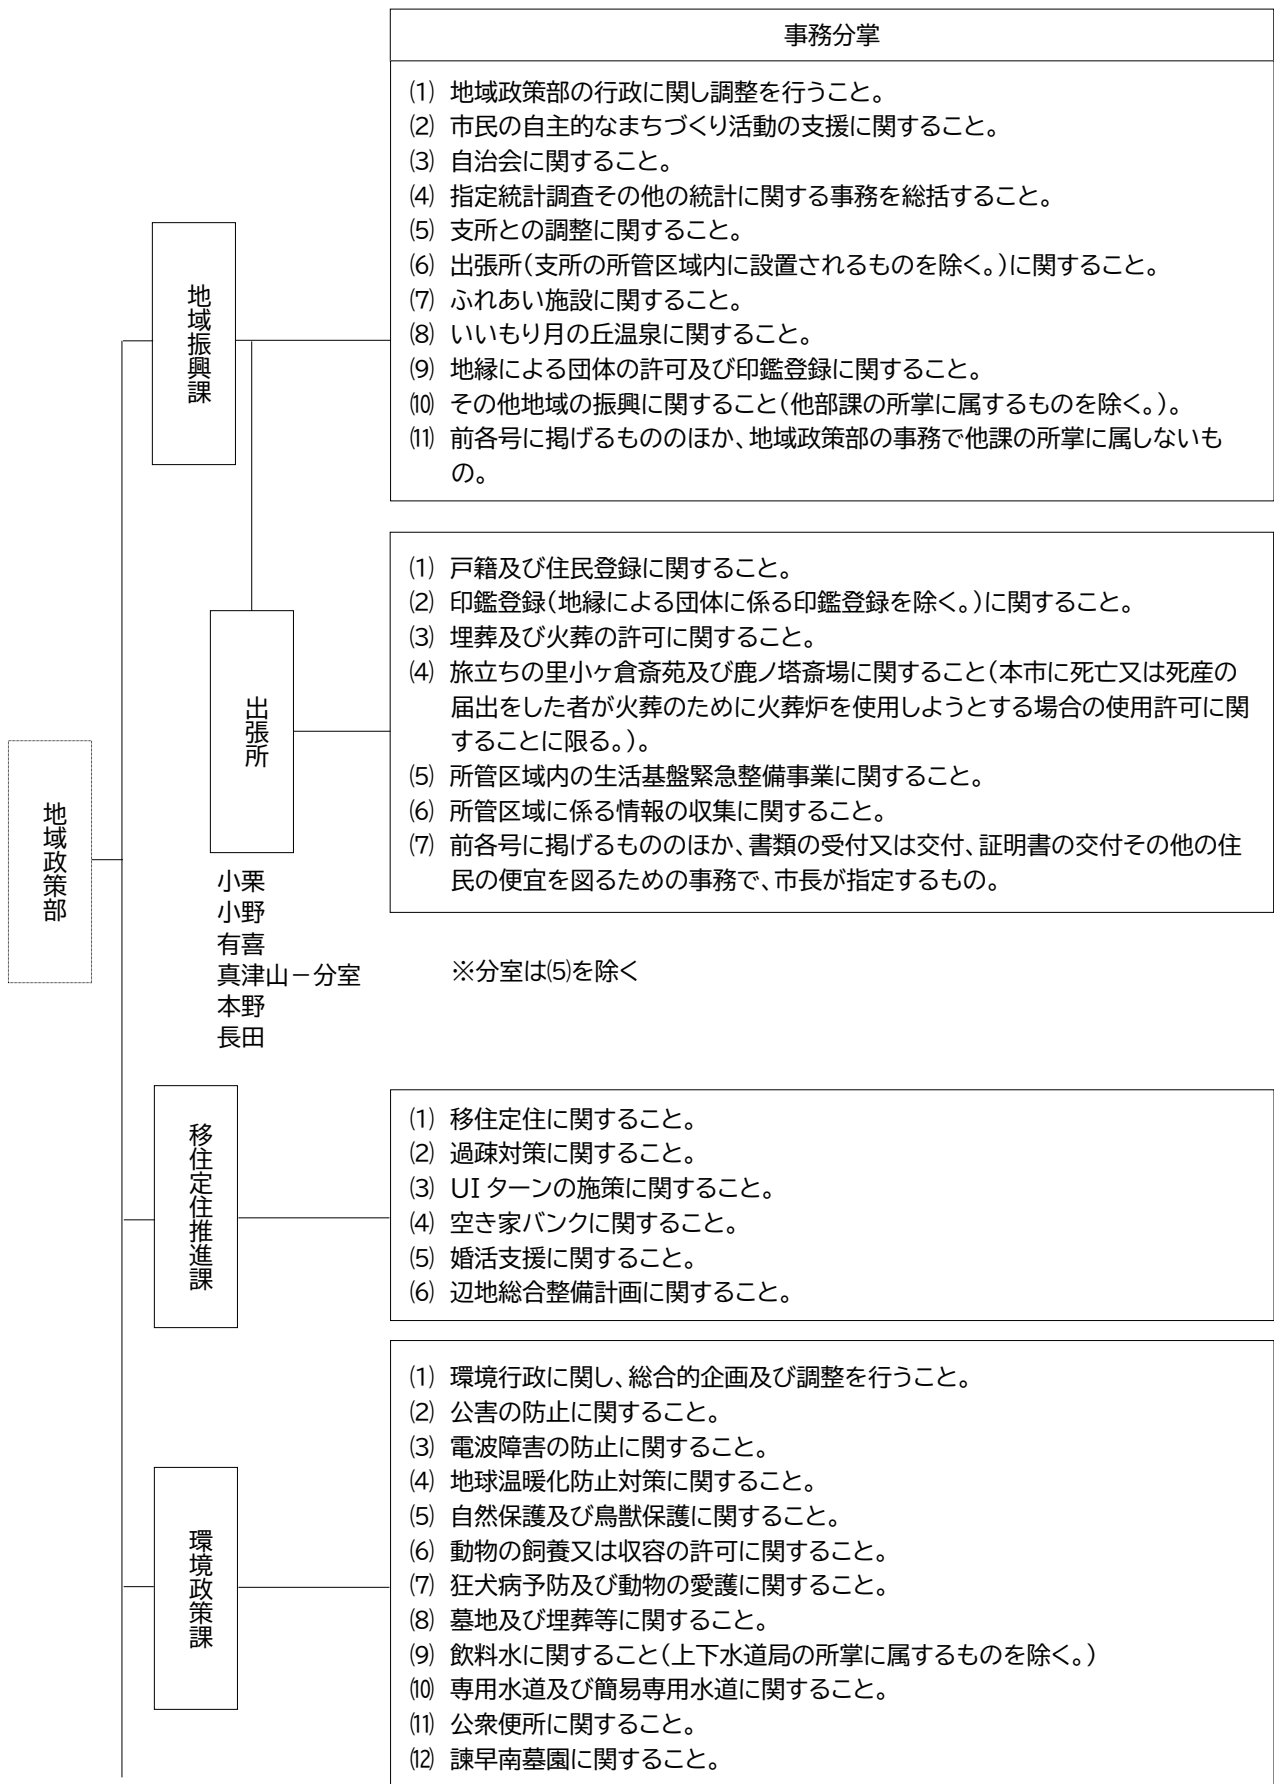 事務分掌
地域政策部
地域振興課
⑴ 地域政策部の行政に関し調整を行うこと。
⑵ 市民の自主的なまちづくり活動の支援に関すること。
⑶ 自治会に関すること。
⑷ 指定統計調査その他の統計に関する事務を総括すること。
⑸ 支所との調整に関すること。
⑹ 出張所(支所の所管区域内に設置されるものを除く。)に関すること。
⑺ ふれあい施設に関すること。
⑻ いいもり月の丘温泉に関すること。
⑼ 地縁による団体の許可及び印鑑登録に関すること。
⑽ その他地域の振興に関すること(他部課の所掌に属するものを除く。)。
⑾ 前各号に掲げるもののほか、地域政策部の事務で他課の所掌に属しないも
の。
出張所
小栗
小野
有喜
真津山-分室
本野
長田
⑴ 戸籍及び住民登録に関すること。
⑵ 印鑑登録(地縁による団体に係る印鑑登録を除く。)に関すること。
⑶ 埋葬及び火葬の許可に関すること。
⑷ 旅立ちの里小ヶ倉斎苑及び鹿ノ塔斎場に関すること(本市に死亡又は死産の
届出をした者が火葬のために火葬炉を使用しようとする場合の使用許可に関
することに限る。)。
⑸ 所管区域内の生活基盤緊急整備事業に関すること。
⑹ 所管区域に係る情報の収集に関すること。
⑺ 前各号に掲げるもののほか、書類の受付又は交付、証明書の交付その他の住
民の便宜を図るための事務で、市長が指定するもの。
※分室は⑸を除く
移住定住推進課
⑴ 移住定住に関すること。
⑵ 過疎対策に関すること。
⑶ UI ターンの施策に関すること。
⑷ 空き家バンクに関すること。
⑸ 婚活支援に関すること。
⑹ 辺地総合整備計画に関すること。
環境政策課
⑴ 環境行政に関し、総合的企画及び調整を行うこと。
⑵ 公害の防止に関すること。
⑶ 電波障害の防止に関すること。
⑷ 地球温暖化防止対策に関すること。
⑸ 自然保護及び鳥獣保護に関すること。
⑹ 動物の飼養又は収容の許可に関すること。
⑺ 狂犬病予防及び動物の愛護に関すること。
⑻ 墓地及び埋葬等に関すること。
⑼ 飲料水に関すること(上下水道局の所掌に属するものを除く。)
⑽ 専用水道及び簡易専用水道に関すること。
⑾ 公衆便所に関すること。
⑿ 諫早南墓園に関すること。